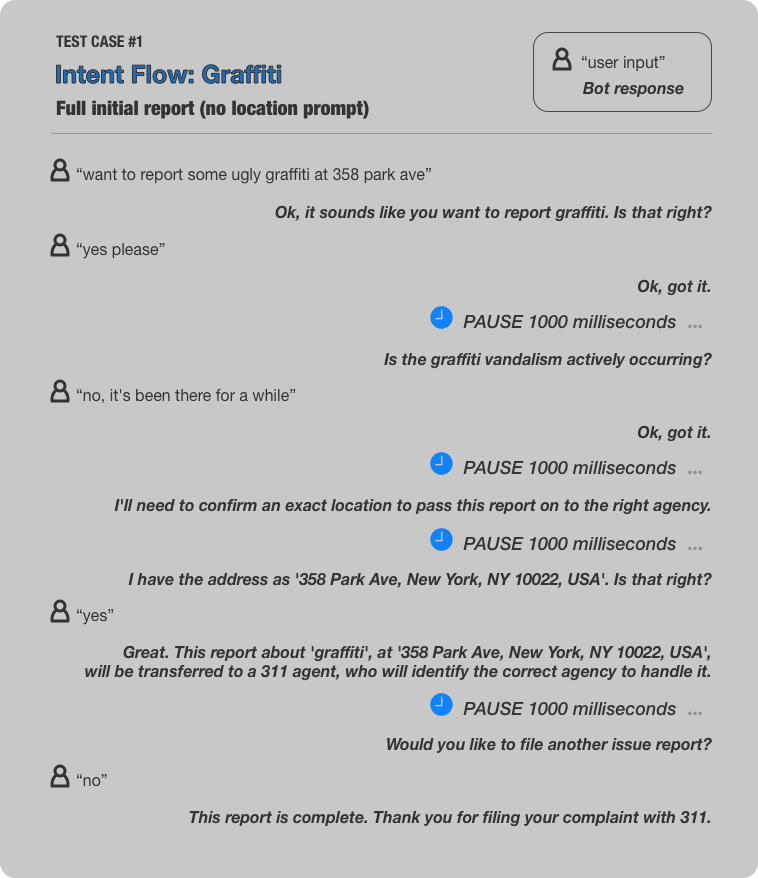 TEST CASE #1
Intent Flow: Graffiti
Full initial report (no location prompt)
“user input”
Bot response
“want to report some ugly graffiti at 358 park ave”
Ok, it sounds like you want to report graffiti. Is that right?
“yes please”
Ok, got it.
PAUSE 1000 milliseconds ...
Is the graffiti vandalism actively occurring?
“no, it's been there for a while”
Ok, got it.
PAUSE 1000 milliseconds ...
I'll need to confirm an exact location to pass this report on to the right agency.
PAUSE 1000 milliseconds ...
I have the address as '358 Park Ave, New York, NY 10022, USA'. Is that right?
“yes”
Great. This report about 'graffiti', at '358 Park Ave, New York, NY 10022, USA',
will be transferred to a 311 agent, who will identify the correct agency to handle it.
PAUSE 1000 milliseconds ...
Would you like to file another issue report?
“no”
This report is complete. Thank you for filing your complaint with 311.